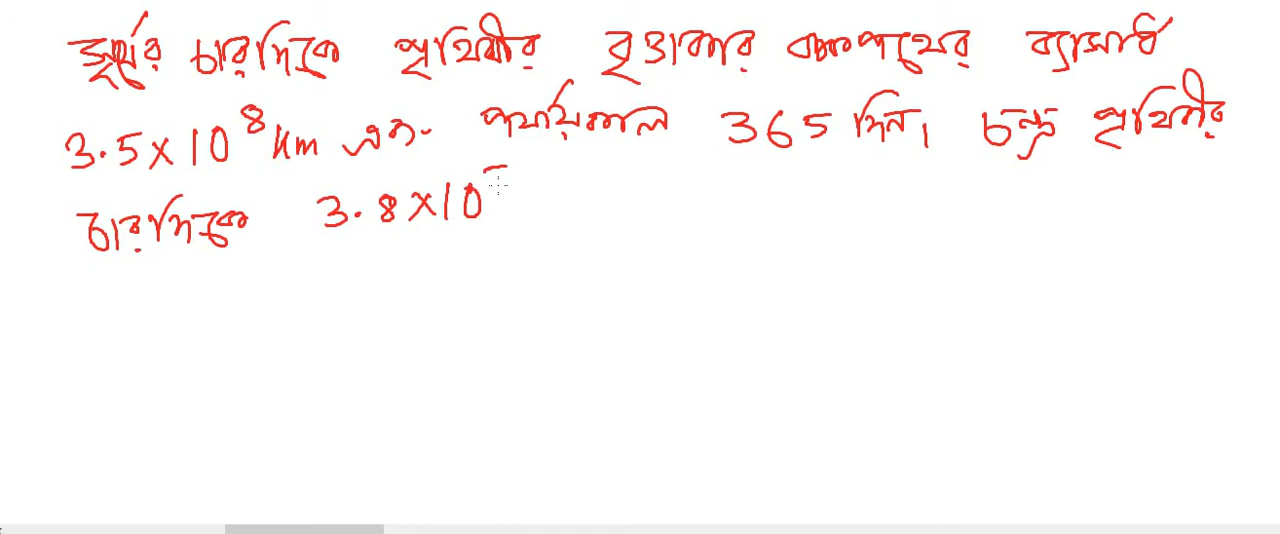 সূর্যের চারদিকে পৃথিবীর বৃত্তাকার কক্ষপথের ব্যাসার্ধ
3.5×10⁸ km এবং পর্যায়কাল 365 দিন। চন্দ্র পৃথিবীর
চারদিকে 3.8×10